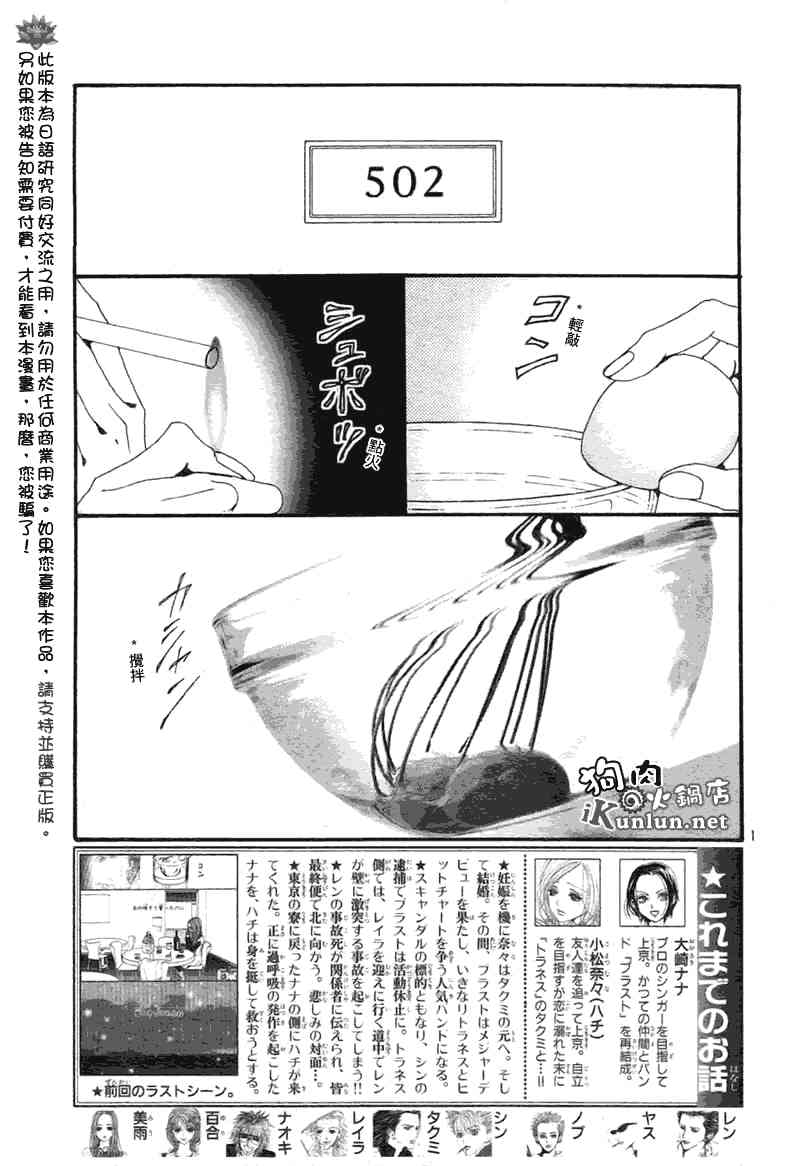 此版本為日語研究同好交流之用，請勿用於任何商業用途。如果您喜歡本作品，請支持並購買正版。
另如果您被告知需要付費，才能看到本漫畫，那麼，您被騙了！
502
コン
*輕敲
シュボッ
*點火
カシャン
*攪拌
狗肉火鍋店
iKunlun.net
1
★これまでのお話
大崎ナナ
プロのシンガーを目指して
上京。かつての仲間とバン
ド「ブラスト」を再結成。
小松奈々(ハチ)
友人達を追って上京。自立
を目指すか恋に溺れた末に
「トラネス」のタクミと…!!
★妊娠を機に奈々はタクミの元へ。そし
て結婚。その間、ブラストはメジャーデ
ビューを果たし、いきなりトラネスとヒ
ットチャートを争う人気バンドになる。
★スキャンダルの標的ともなり、シンの
逮捕でブラストは活動休止に。トラネス
側では、レイラを迎えに行く道中でレン
が壁に激突する事故を起こしてしまう!!
★レンの事故死が関係者に伝えられ、皆
最終便で北に向かう。悲しみの対面…。
★東京の寮に戻ったナナの側にハチが来
てくれた。正に過呼吸の発作を起こした
ナナを、ハチは身を挺して救おうとする。
コン
★前回のラストシーン。
レン
ヤス
ノブ
シン
タクミ
レイラ
ナオキ
百合
美雨